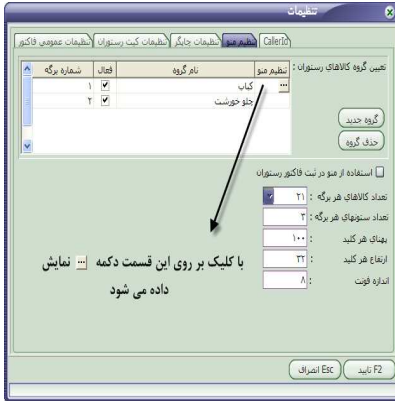 تنظیمات
CallerId
تنظیم منو
تنظیمات چاپگر
تنظیمات کیت رستوران
تنظیمات عمومی فاکتور
تعیین گروه کالاهای رستوران :
تنظیم منو نام گروه فعال شماره برگه
... کباب ۱
چلو خورشت ۲
گروه جدید
حذف گروه
استفاده از منو در ثبت فاکتور رستوران
تعداد کالاهای هر برگه : ۲۱
تعداد ستونهای هر برگه : ۳
پهنای هر کلید : ۱۰۰
ارتفاع هر کلید : ۳۲
اندازه فونت : ۸
با کلیک بر روی این قسمت دکمه ... نمایش
داده می شود
F2 تایید
Esc انصراف